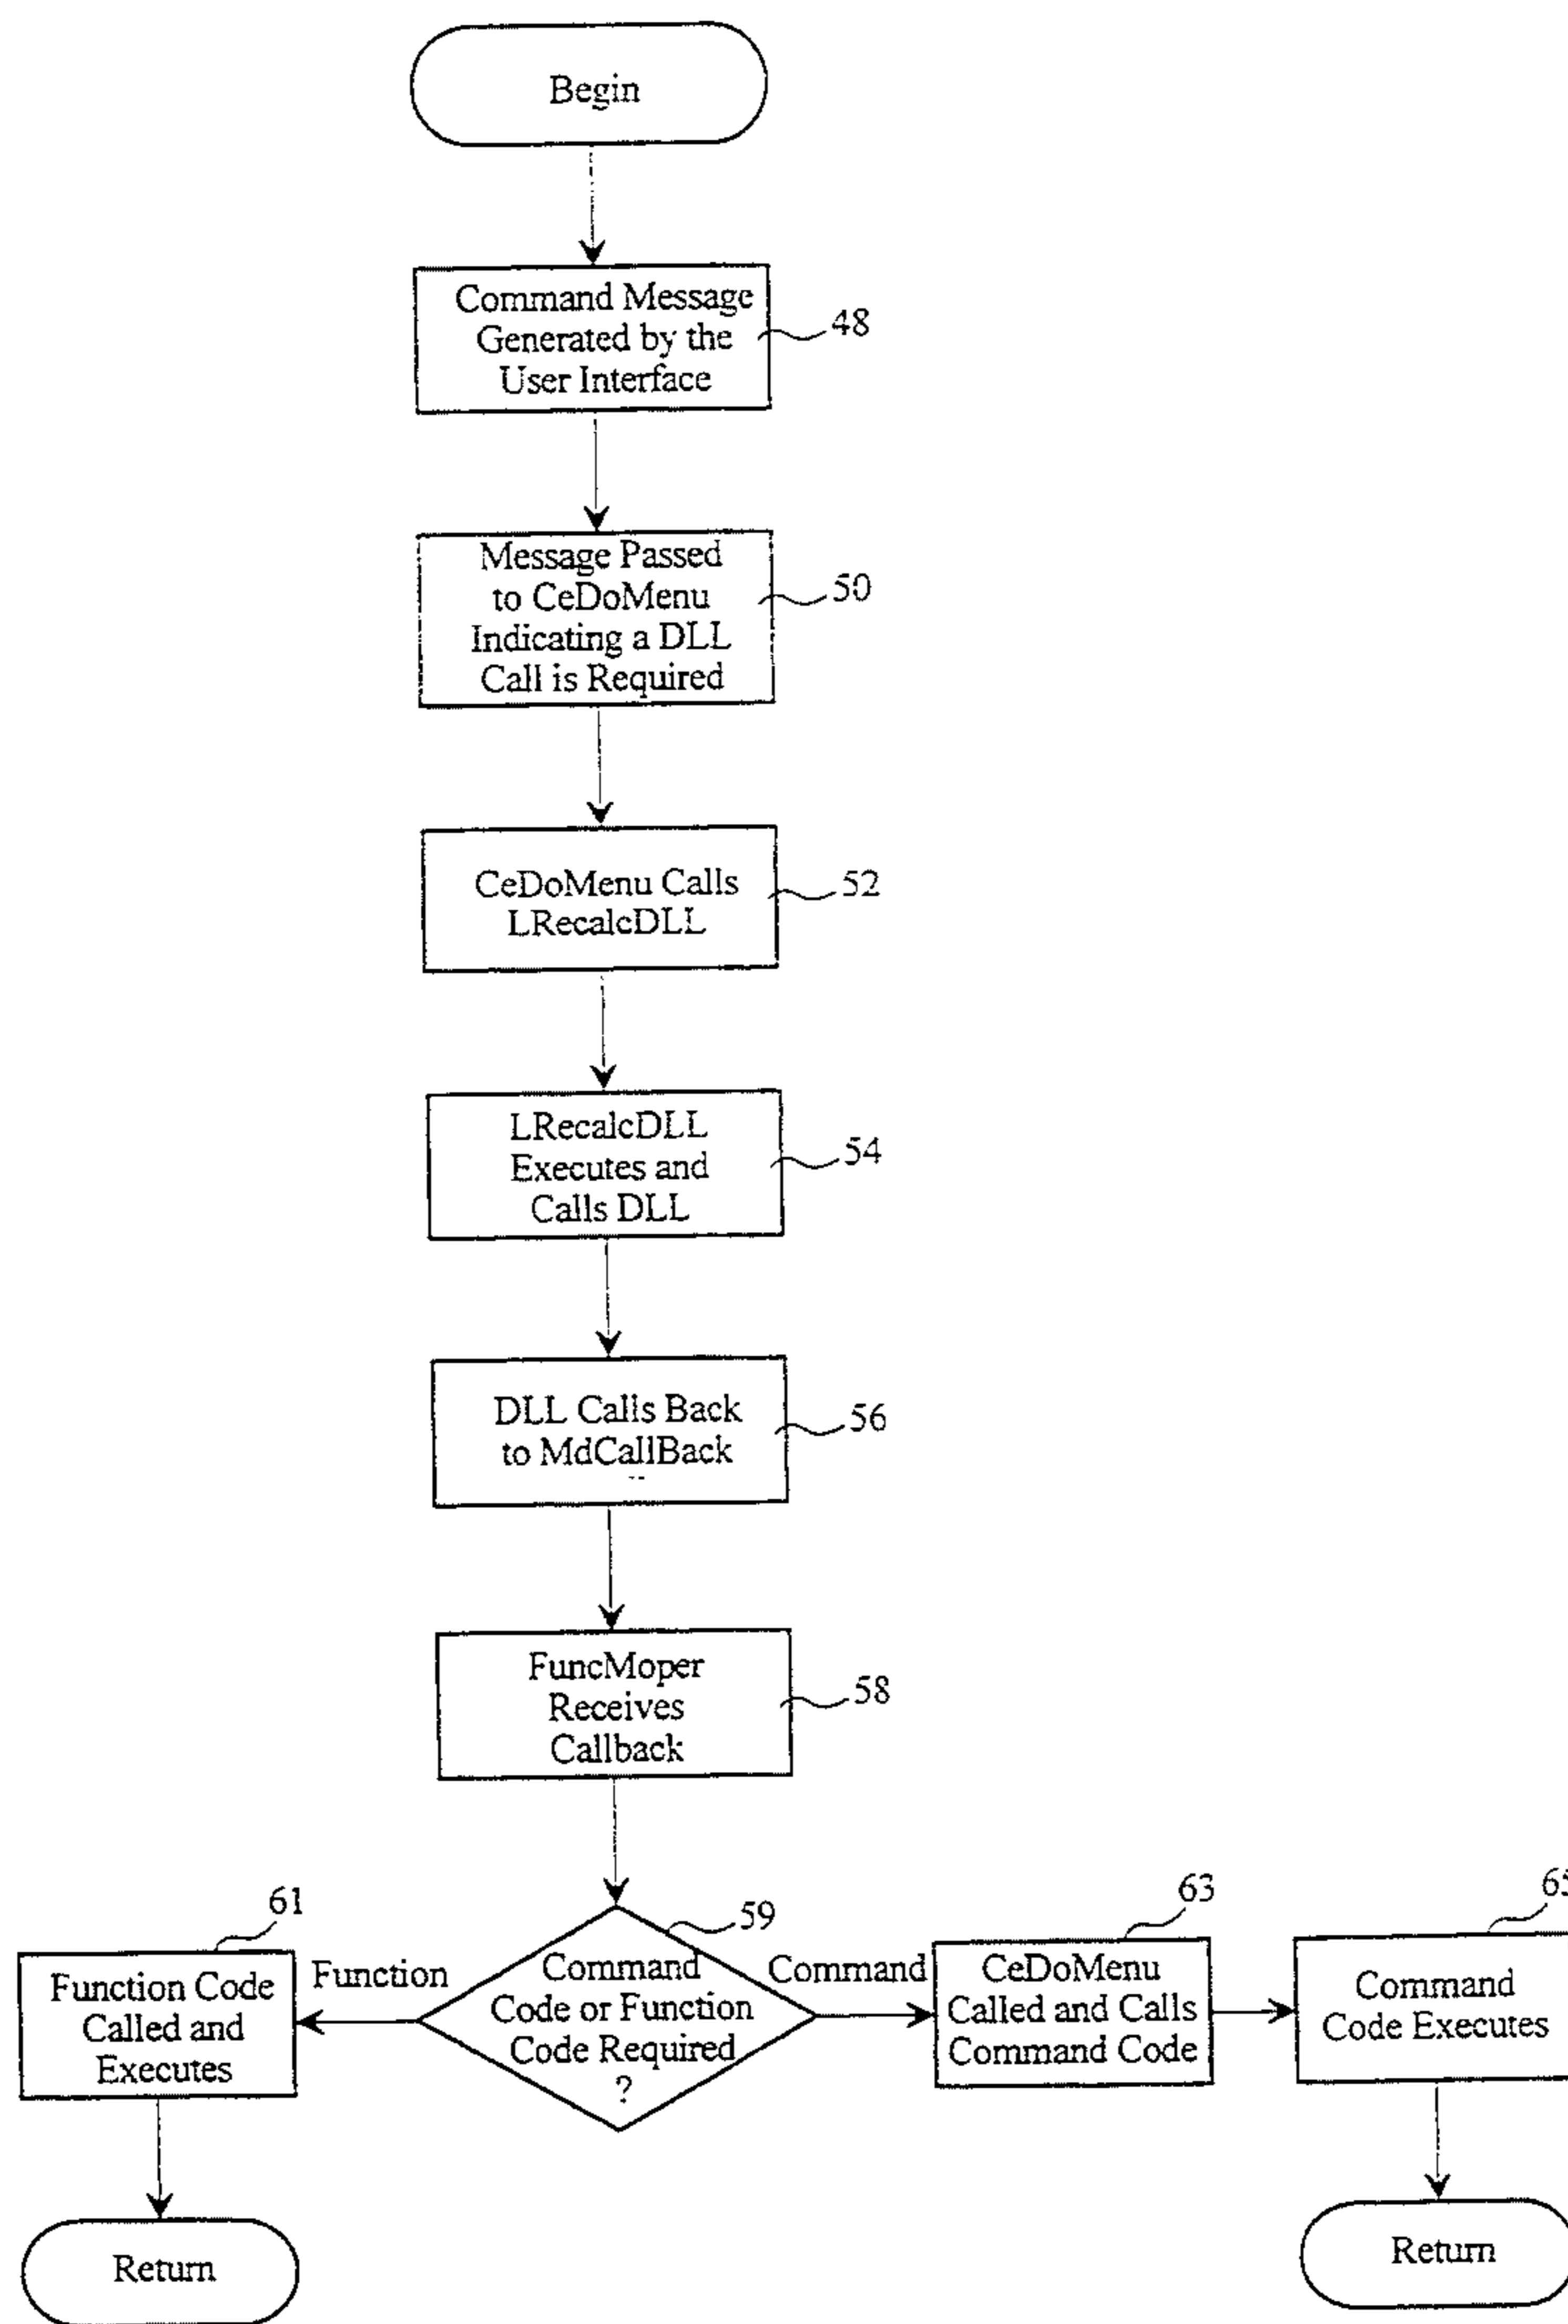 Begin
Command Message
Generated by the
User Interface
48
Message Passed
to CeDoMenu
Indicating a DLL
Call is Required
50
CeDoMenu Calls
LRecalcDLL
52
LRecalcDLL
Executes and
Calls DLL
54
DLL Calls Back
to MdCallBack
56
FuncMoper
Receives
Callback
58
59
Command
Code or Function
Code Required
?
Function
61
Function Code
Called and
Executes
Return
Command
63
CeDoMenu
Called and Calls
Command Code
65
Command
Code Executes
Return